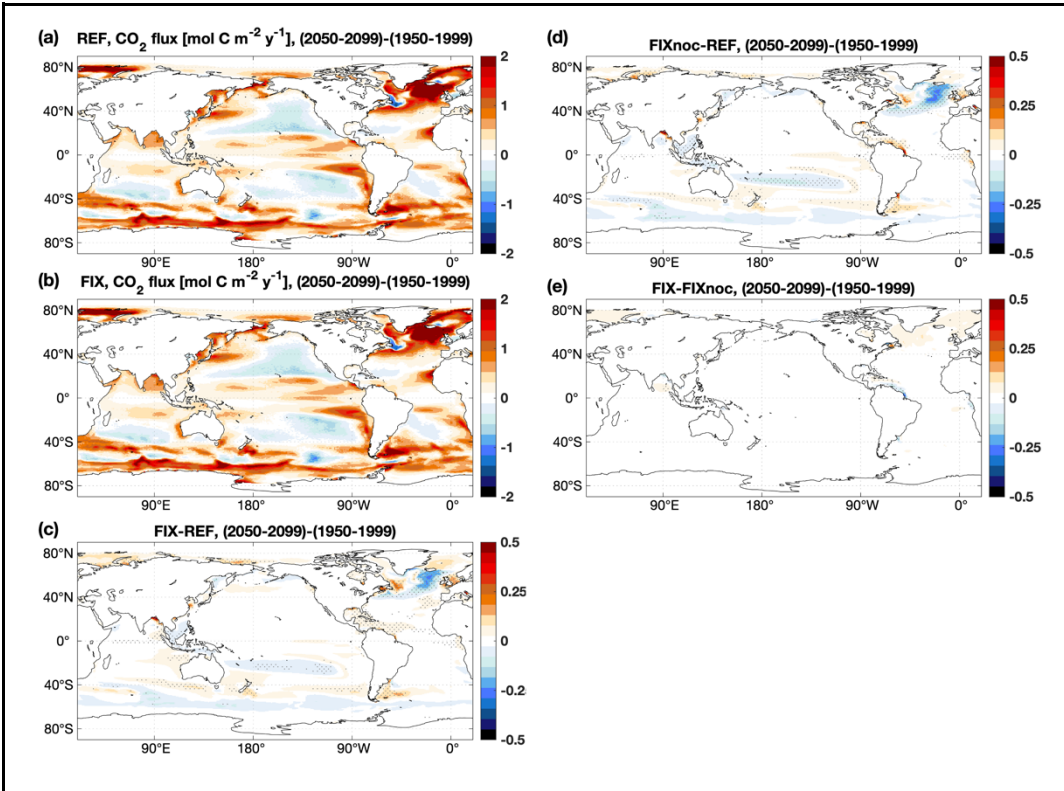 (a) REF, CO2 flux [mol C m-2 y-1], (2050-2099)-(1950-1999)
80°N
40°N
0°
40°S
80°S
90°E 180° 90°W 0°
2
1
0
-1
-2
(b) FIX, CO2 flux [mol C m-2 y-1], (2050-2099)-(1950-1999)
80°N
40°N
0°
40°S
80°S
90°E 180° 90°W 0°
2
1
0
-1
-2
(c) FIX-REF, (2050-2099)-(1950-1999)
80°N
40°N
0°
40°S
80°S
90°E 180° 90°W 0°
0.5
0.25
0
-0.2
-0.5
(d) FIXnoc-REF, (2050-2099)-(1950-1999)
80°N
40°N
0°
40°S
80°S
90°E 180° 90°W 0°
0.5
0.25
0
-0.25
-0.5
(e) FIX-FIXnoc, (2050-2099)-(1950-1999)
80°N
40°N
0°
40°S
80°S
90°E 180° 90°W 0°
0.5
0.25
0
-0.25
-0.5